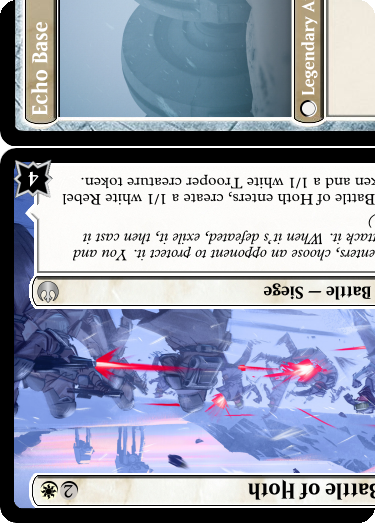 Echo Base
Legendary A
Battle of Hoth
2
Battle — Siege
enters, choose an opponent to protect it. You and
attack it. When it's defeated, exile it, then cast it
)
Battle of Hoth enters, create a 1/1 white Rebel
ken and a 1/1 white Trooper creature token.
4